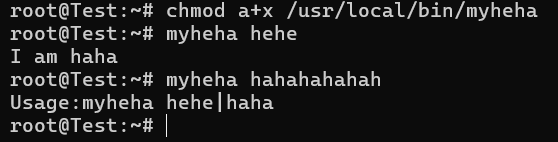 root@Test:~# chmod a+x /usr/local/bin/myheha
root@Test:~# myheha hehe
I am haha
root@Test:~# myheha hahahahahah
Usage:myheha hehe|haha
root@Test:~#